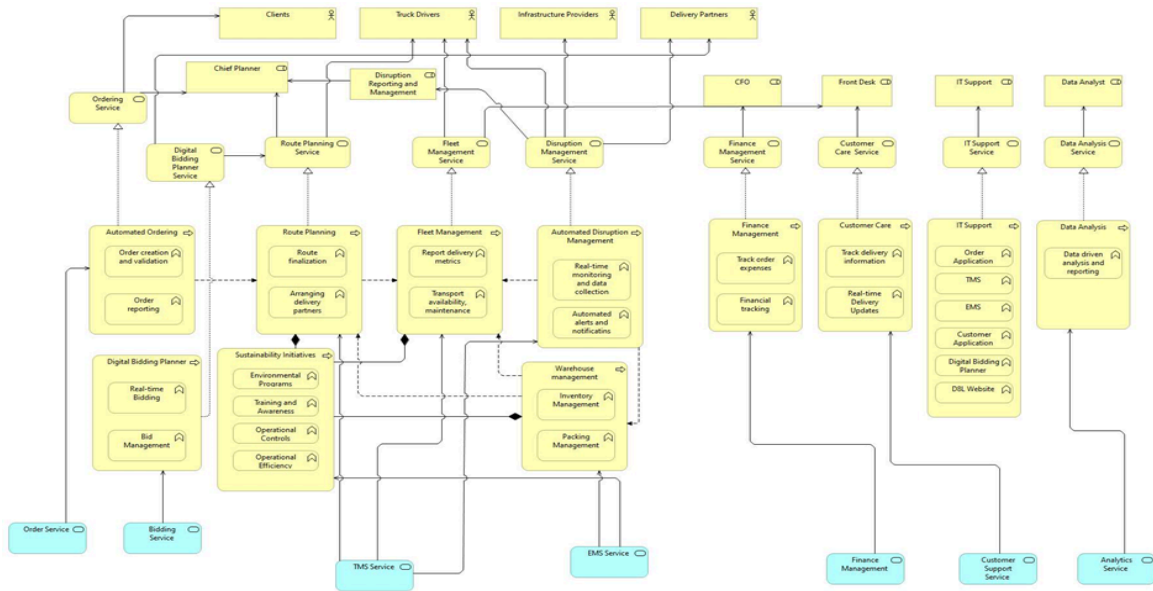 Clients
Truck Drivers
Infrastructure Providers
Delivery Partners
Chief Planner
Disruption
Reporting and
Management
CFO
Front Desk
IT Support
Data Analyst
Ordering
Service
Digital
Bidding
Planner
Service
Route Planning
Service
Fleet
Management
Service
Disruption
Management
Service
Finance
Management
Service
Customer
Care Service
IT Support
Service
Data Analysis
Service
Automated Ordering
Order creation
and validation
Order
reporting
Route Planning
Route
finalization
Arranging
delivery
partners
Fleet Management
Report delivery
metrics
Transport
availability,
maintenance
Automated Disruption
Management
Real-time
monitoring
and data
collection
Automated
alerts and
notificatins
Finance
Management
Track order
expenses
Financial
tracking
Customer Care
Track delivery
information
Real-time
Delivery
Updates
IT Support
Order
Application
TMS
EMS
Customer
Application
Digital Bidding
Planner
DBL Website
Data Analysis
Data driven
analysis and
reporting
Digital Bidding Planner
Real-time
Bidding
Bid
Management
Sustainability Initiatives
Environmental
Programs
Training and
Awareness
Operational
Controls
Operational
Efficiency
Warehouse
management
Inventory
Management
Packing
Management
Order Service
Bidding
Service
TMS Service
EMS Service
Finance
Management
Customer
Support
Service
Analytics
Service